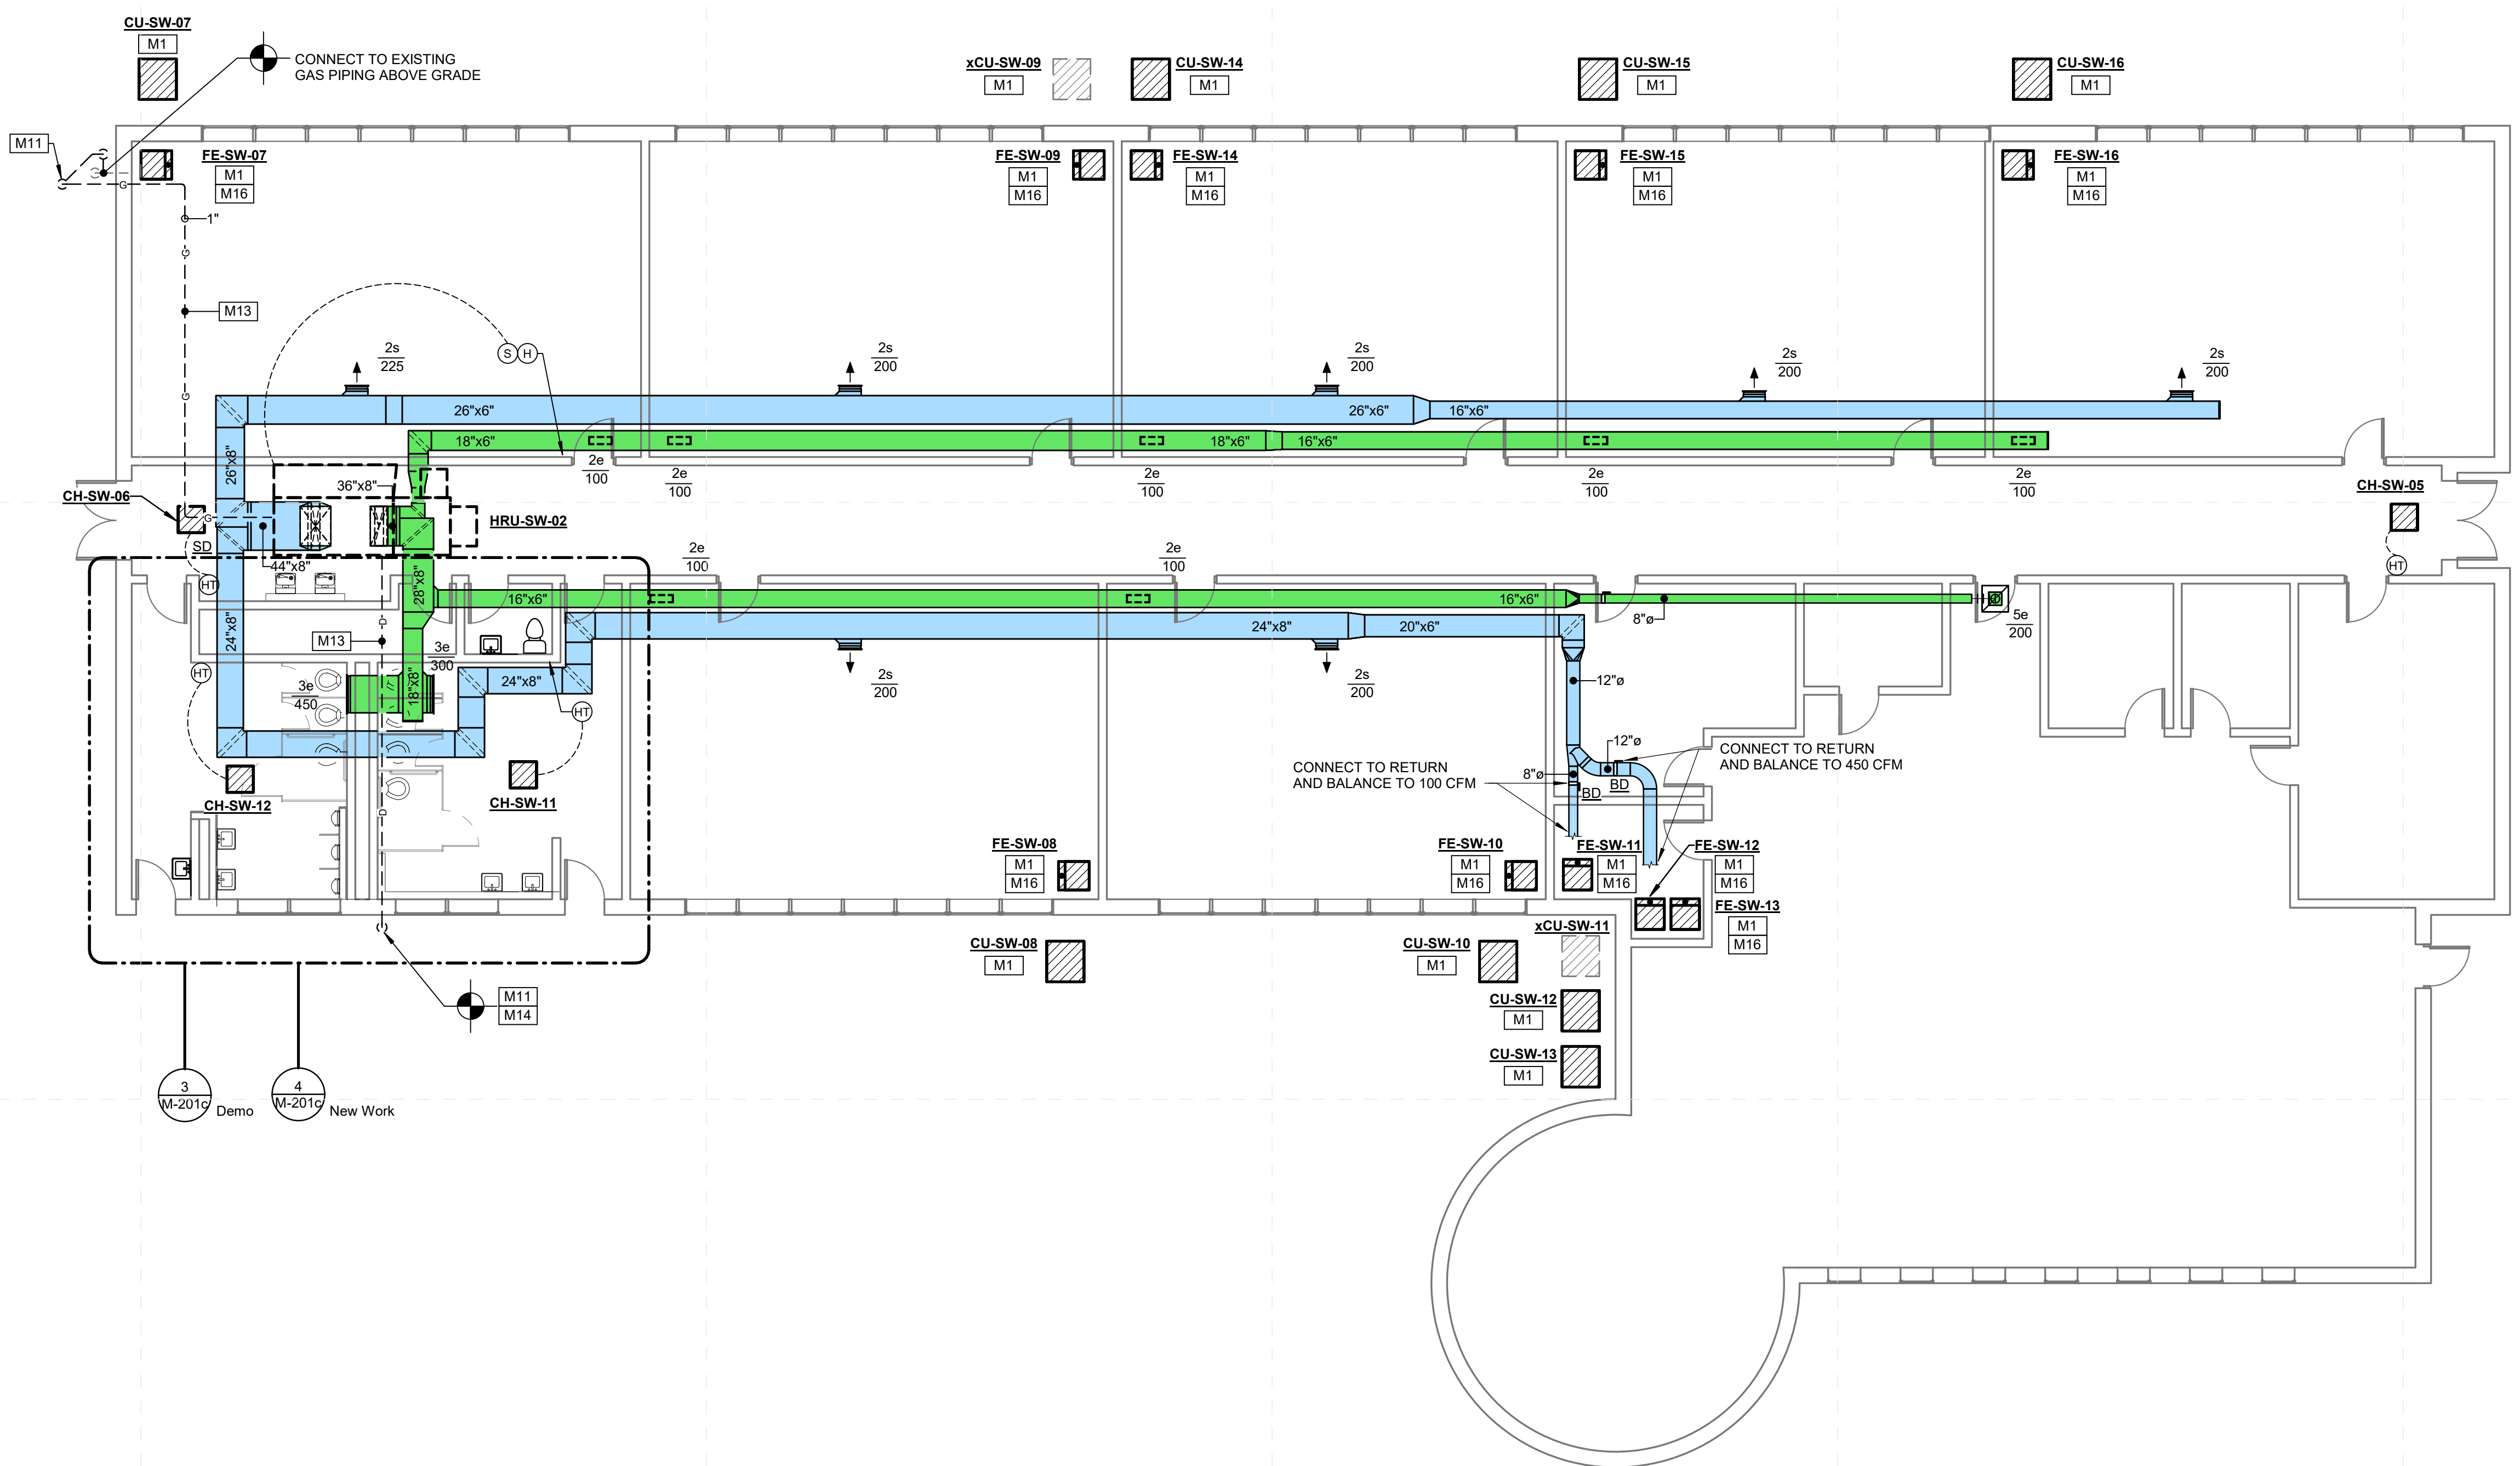 CU-SW-07
M1
CONNECT TO EXISTING
GAS PIPING ABOVE GRADE
xCU-SW-09
M1
CU-SW-14
M1
CU-SW-15
M1
CU-SW-16
M1
M11
FE-SW-07
M1
M16
FE-SW-09
M1
M16
FE-SW-14
M1
M16
FE-SW-15
M1
M16
FE-SW-16
M1
M16
G
1"
G
M13
G
S H
2s
225
2s
200
2s
200
2s
200
2s
200
26"x6"
26"x6"
16"x6"
18"x6"
18"x6"
16"x6"
26"x8"
2e
100
2e
100
2e
100
2e
100
2e
100
36"x8"
CH-SW-06
G
HRU-SW-02
CH-SW-05
SD
44"x8"
HT
HT
2e
100
2e
100
28"x8"
16"x6"
16"x6"
8"ø
5e
200
24"x8"
D
M13
3e
300
24"x8"
20"x6"
HT
3e
450
18"x8"
24"x8"
HT
2s
200
2s
200
12"ø
12"ø
CONNECT TO RETURN
AND BALANCE TO 450 CFM
CONNECT TO RETURN
AND BALANCE TO 100 CFM
8"ø
BD
BD
CH-SW-12
CH-SW-11
D
FE-SW-08
M1
M16
FE-SW-10
M1
M16
FE-SW-11
M1
M16
FE-SW-12
M1
M16
FE-SW-13
M1
M16
CU-SW-08
M1
CU-SW-10
M1
xCU-SW-11
CU-SW-12
M1
CU-SW-13
M1
M11
M14
3
M-201c
Demo
4
M-201c
New Work